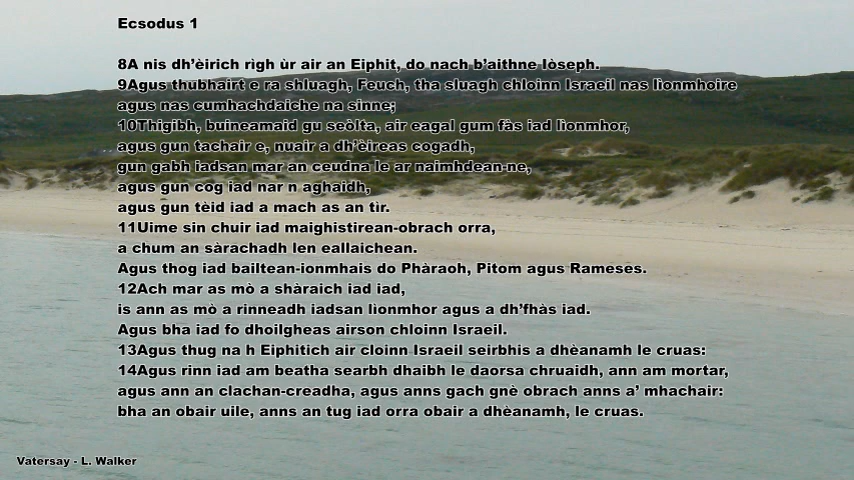 Ecsodus 1
8A nis dh’èirich rìgh ùr air an Eiphit, do nach b’aithne Iòseph.
9Agus thubhairt e ra shluagh, Feuch, tha sluagh chloinn Israeil nas lìonmhoire
agus nas cumhachdaiche na sinne;
10Thigibh, buineamaid gu seòlta, air eagal gum fàs iad lìonmhor,
agus gun tachair e, nuair a dh’èireas cogadh,
gun gabh iadsan mar an ceudna le ar naimhdean-ne,
agus gun cog iad nar n aghaidh,
agus gun tèid iad a mach as an tìr.
11Uime sin chuir iad maighistirean-obrach orra,
a chum an sàrachadh len eallaichean.
Agus thog iad bailtean-ionmhais do Phàraoh, Pitom agus Rameses.
12Ach mar as mò a shàraich iad iad,
is ann as mò a rinneadh iadsan lìonmhor agus a dh’fhàs iad.
Agus bha iad fo dhoilgheas airson chloinn Israeil.
13Agus thug na h Eiphitich air cloinn Israeil seirbhis a dhèanamh le cruas:
14Agus rinn iad am beatha searbh dhaibh le daorsa chruaidh, ann am mortar,
agus ann an clachan-creadha, agus anns gach gnè obrach anns a’ mhachair:
bha an obair uile, anns an tug iad orra obair a dhèanamh, le cruas.
Vatersay - L. Walker